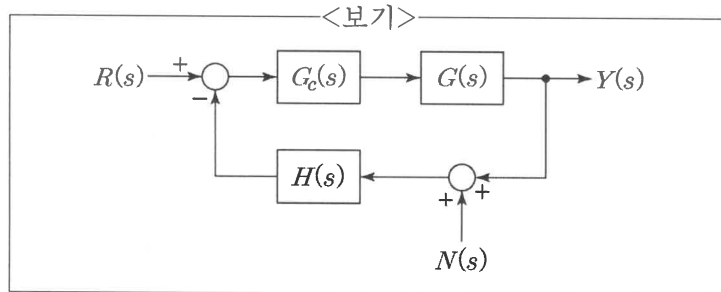 <보기>
R(s) + G_c(s) G(s) Y(s)
−
H(s) + +
N(s)